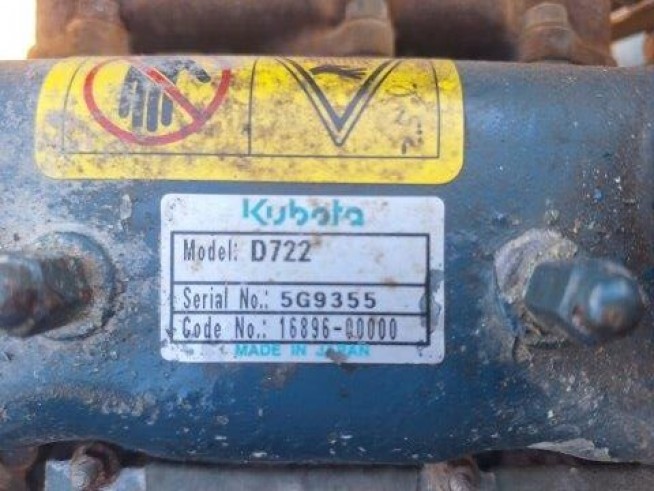 Kubota
Model: D722
Serial No.: 5G9355
Code No.: 16896-00000
MADE IN JAPAN